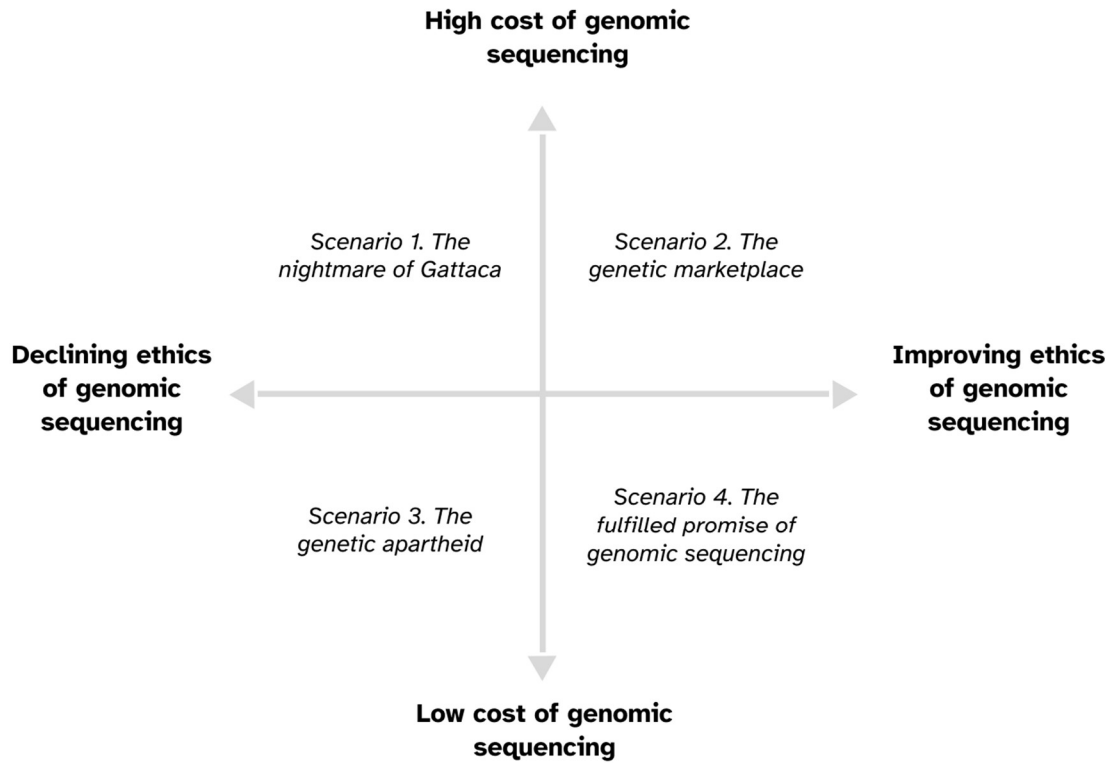 High cost of genomic
sequencing
Scenario 1. The
nightmare of Gattaca
Scenario 2. The
genetic marketplace
Declining ethics
of genomic
sequencing
Improving ethics
of genomic
sequencing
Scenario 3. The
genetic apartheid
Scenario 4. The
fulfilled promise of
genomic sequencing
Low cost of genomic
sequencing